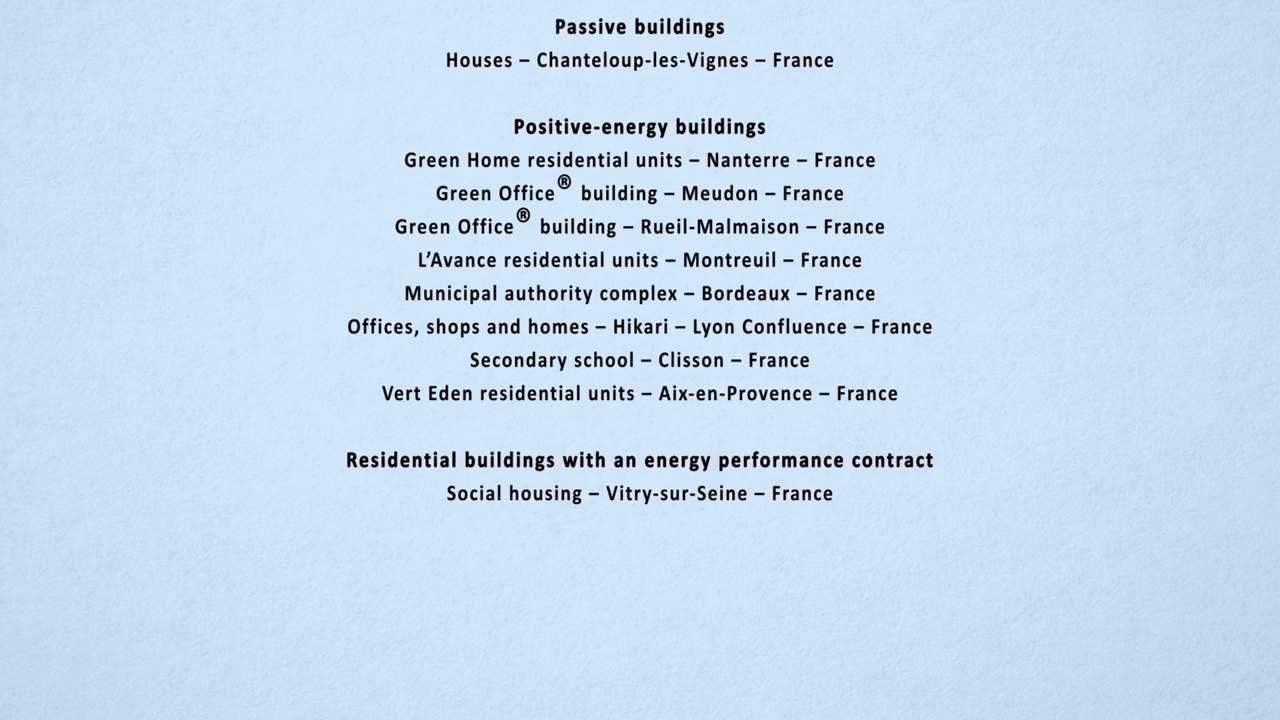 Passive buildings
Houses – Chanteloup-les-Vignes – France
Positive-energy buildings
Green Home residential units – Nanterre – France
Green Office® building – Meudon – France
Green Office® building – Rueil-Malmaison – France
L’Avance residential units – Montreuil – France
Municipal authority complex – Bordeaux – France
Offices, shops and homes – Hikari – Lyon Confluence – France
Secondary school – Clisson – France
Vert Eden residential units – Aix-en-Provence – France
Residential buildings with an energy performance contract
Social housing – Vitry-sur-Seine – France